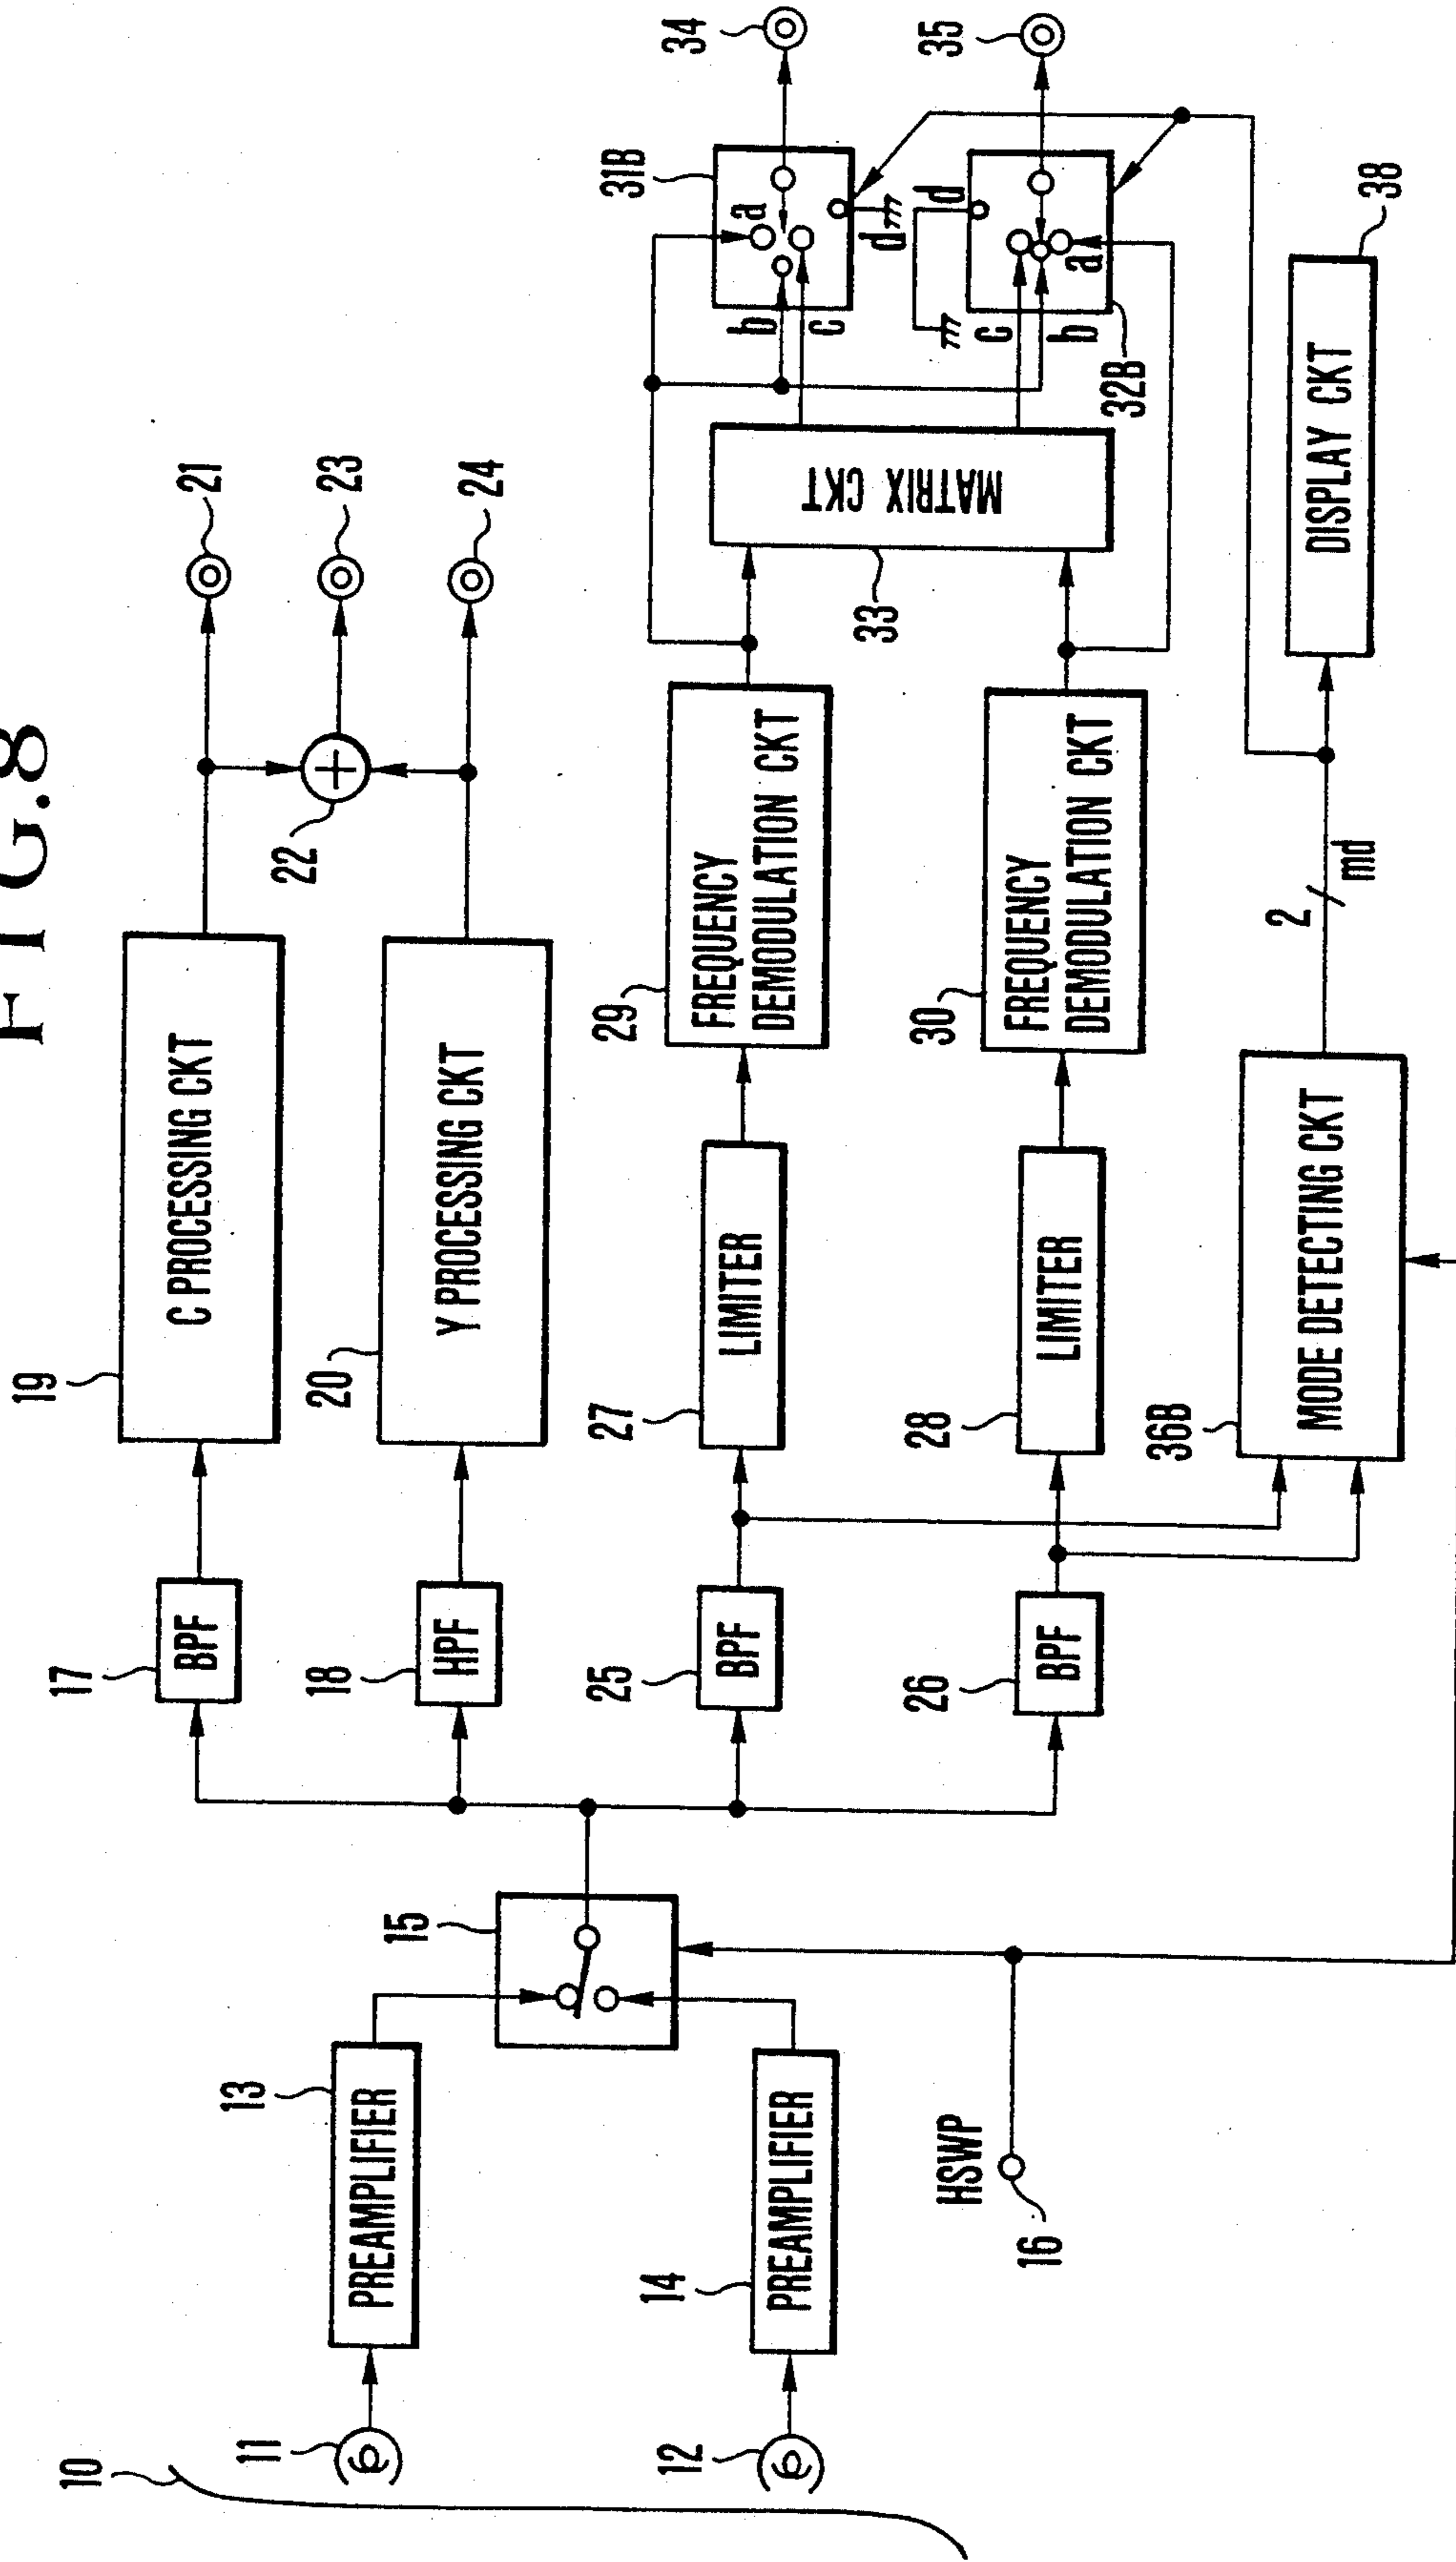 FIG.8
10
11
PREAMPLIFIER
13
12
PREAMPLIFIER
14
15
HSWP
16
17
BPF
18
HPF
25
BPF
26
BPF
19
C PROCESSING CKT
20
Y PROCESSING CKT
27
LIMITER
28
LIMITER
36B
MODE DETECTING CKT
22
29
FREQUENCY
DEMODULATION CKT
30
FREQUENCY
DEMODULATION CKT
2
md
21
23
24
33
MATRIX CKT
31B
a
b
c
d
32B
d
c
b
a
DISPLAY CKT
38
34
35